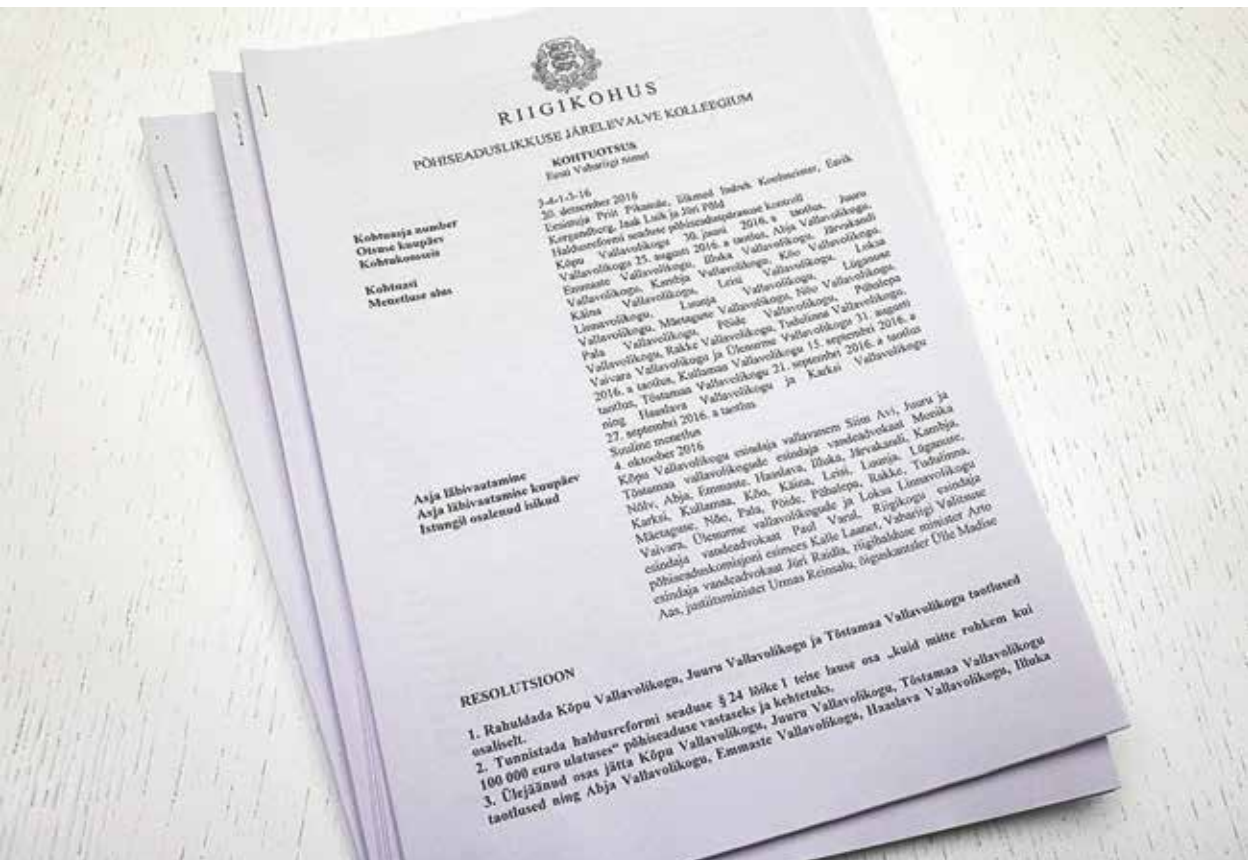 RIIGIKOHUS
PÕHISEADUSLIKKUSE JÄRELEVALVE KOLLEEGIUM
KOHTUOTSUS
Eesti Vabariigi nimel
Kohtuasja number 3-4-1-3-16
Otsuse kuupäev 20. detsember 2016
Kohtukoosseis Eesistuja Priit Pikamäe, liikmed Indrek Koolmeister, Eerik
Kergandberg, Jaak Luik ja Jüri Põld
Kohtuasi Haldusreformi seaduse põhiseaduspärasuse kontroll
Menetluse alus Kõpu Vallavolikogu 30. juuni 2016. a taotlus, Juuru
Vallavolikogu 25. augusti 2016. a taotlus, Abja Vallavolikogu,
Emmaste Vallavolikogu, Illuka Vallavolikogu, Järvakandi
Vallavolikogu, Kambja Vallavolikogu, Kõo Vallavolikogu,
Käina Vallavolikogu, Leisi Vallavolikogu, Loksa
Linnavolikogu, Luunja Vallavolikogu, Lüganuse
Vallavolikogu, Mäetaguse Vallavolikogu, Nõo Vallavolikogu,
Pala Vallavolikogu, Pöide Vallavolikogu, Pühalepa
Vallavolikogu, Rakke Vallavolikogu, Tudulinna Vallavolikogu,
Vaivara Vallavolikogu ja Ülenurme Vallavolikogu 31. augusti
2016. a taotlus, Kullamaa Vallavolikogu 15. septembri 2016. a
taotlus, Tõstamaa Vallavolikogu 21. septembri 2016. a taotlus
ning Haaslava Vallavolikogu ja Karksi Vallavolikogu
27. septembri 2016. a taotlus
Asja läbivaatamine Suuline menetlus
Asja läbivaatamise kuupäev 4. oktoober 2016
Istungil osalenud isikud Kõpu Vallavolikogu esindaja vallavanem Siim Avi, Juuru ja
Tõstamaa vallavolikogude esindaja vandeadvokaat Monika
Nõlv, Abja, Emmaste, Haaslava, Illuka, Järvakandi, Kambja,
Karksi, Kullamaa, Kõo, Käina, Leisi, Luunja, Lüganuse,
Mäetaguse, Nõo, Pala, Pöide, Pühalepa, Rakke, Tudulinna,
Vaivara, Ülenurme vallavolikogude ja Loksa Linnavolikogu
esindaja vandeadvokaat Paul Varul, Riigikogu esindaja
põhiseaduskomisjoni esimees Kalle Laanet, Vabariigi Valitsuse
esindaja vandeadvokaat Jüri Raidla, riigihalduse minister Arto
Aas, justiitsminister Urmas Reinsalu, õiguskantsler Ülle Madise
RESOLUTSIOON
1. Rahuldada Kõpu Vallavolikogu, Juuru Vallavolikogu ja Tõstamaa Vallavolikogu taotlused
osaliselt.
2. Tunnistada haldusreformi seaduse § 24 lõike 1 teise lause osa „kuid mitte rohkem kui
100 000 euro ulatuses“ põhiseaduse vastaseks ja kehtetuks.
3. Ülejäänud osas jätta Kõpu Vallavolikogu, Juuru Vallavolikogu, Tõstamaa Vallavolikogu
taotlused ning Abja Vallavolikogu, Emmaste Vallavolikogu, Haaslava Vallavolikogu, Illuka